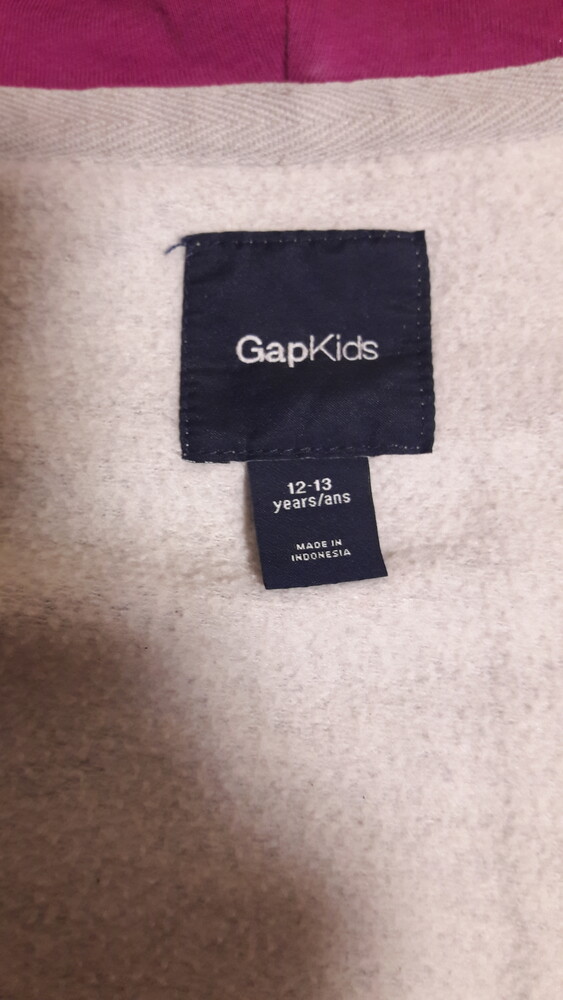 GapKids
12-13
years/ans
MADE IN
INDONESIA